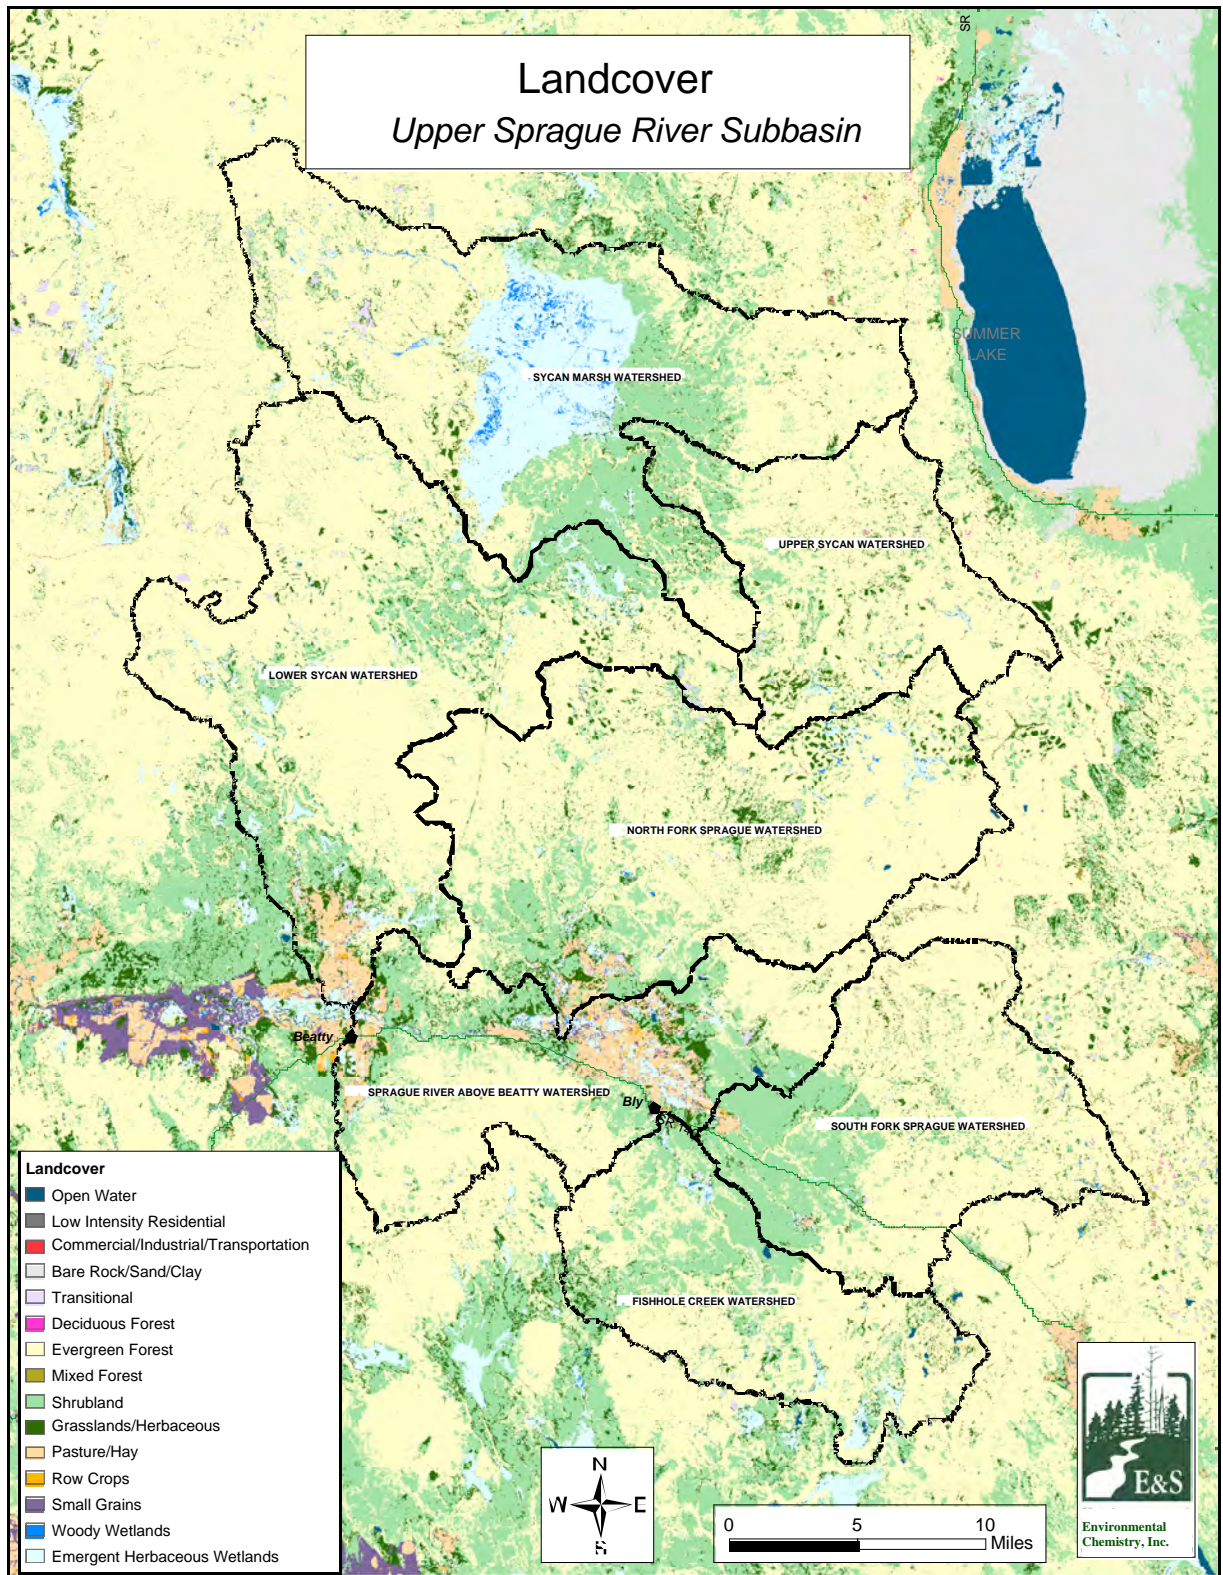 SR
Landcover
Upper Sprague River Subbasin
SUMMER
LAKE
SYCAN MARSH WATERSHED
UPPER SYCAN WATERSHED
LOWER SYCAN WATERSHED
NORTH FORK SPRAGUE WATERSHED
Beatty
SPRAGUE RIVER ABOVE BEATTY WATERSHED
Bly
SR
SOUTH FORK SPRAGUE WATERSHED
FISHHOLE CREEK WATERSHED
Landcover
Open Water
Low Intensity Residential
Commercial/Industrial/Transportation
Bare Rock/Sand/Clay
Transitional
Deciduous Forest
Evergreen Forest
Mixed Forest
Shrubland
Grasslands/Herbaceous
Pasture/Hay
Row Crops
Small Grains
Woody Wetlands
Emergent Herbaceous Wetlands
N
W E
S
0 5 10
Miles
E&S
Environmental
Chemistry, Inc.